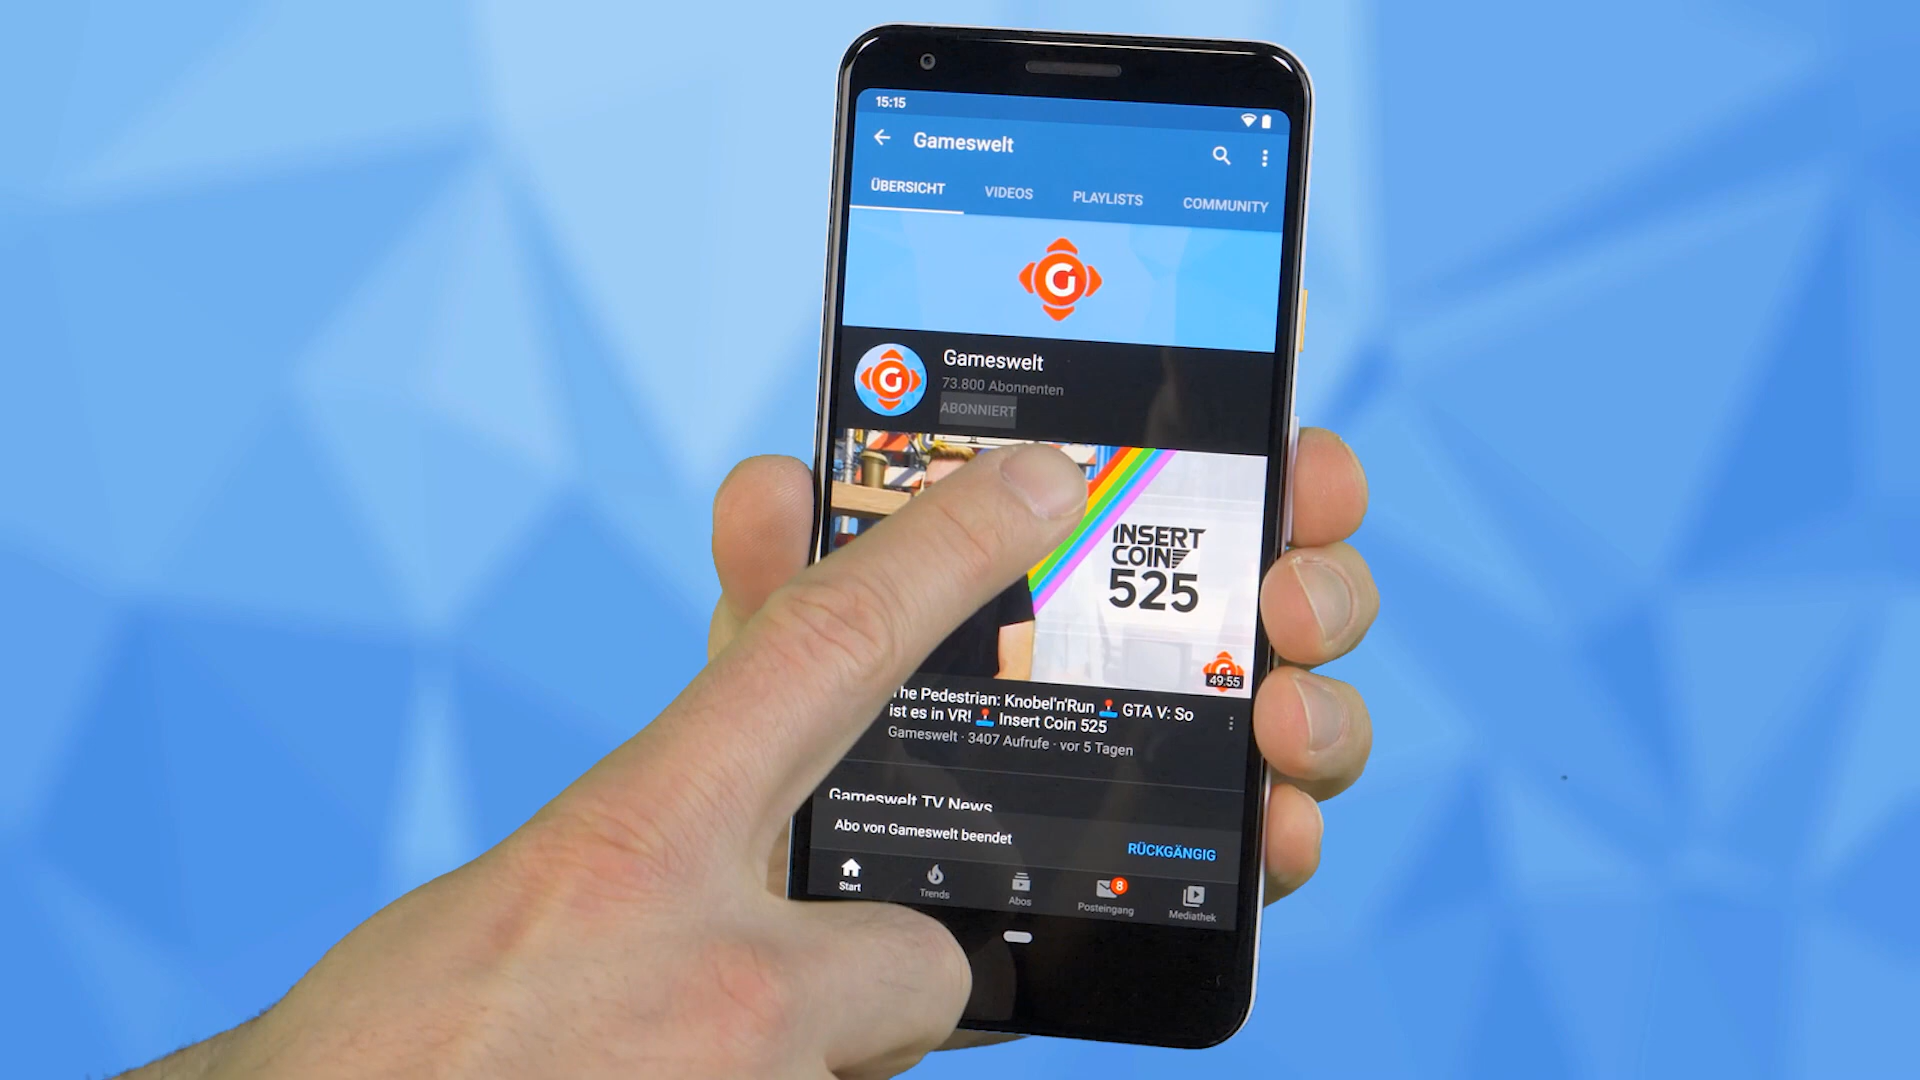 15:15
Gameswelt
ÜBERSICHT VIDEOS PLAYLISTS COMMUNITY
G
Gameswelt
G
73.800 Abonnenten
ABONNIERT
INSERT
COIN
525
49:55
The Pedestrian: Knobel'n'Run 🕹️ GTA V: So
ist es in VR! 🕹️ Insert Coin 525
Gameswelt · 3407 Aufrufe · vor 5 Tagen
Gameswelt TV News
Abo von Gameswelt beendet RÜCKGÄNGIG
8
Start Trends Abos Posteingang Mediathek